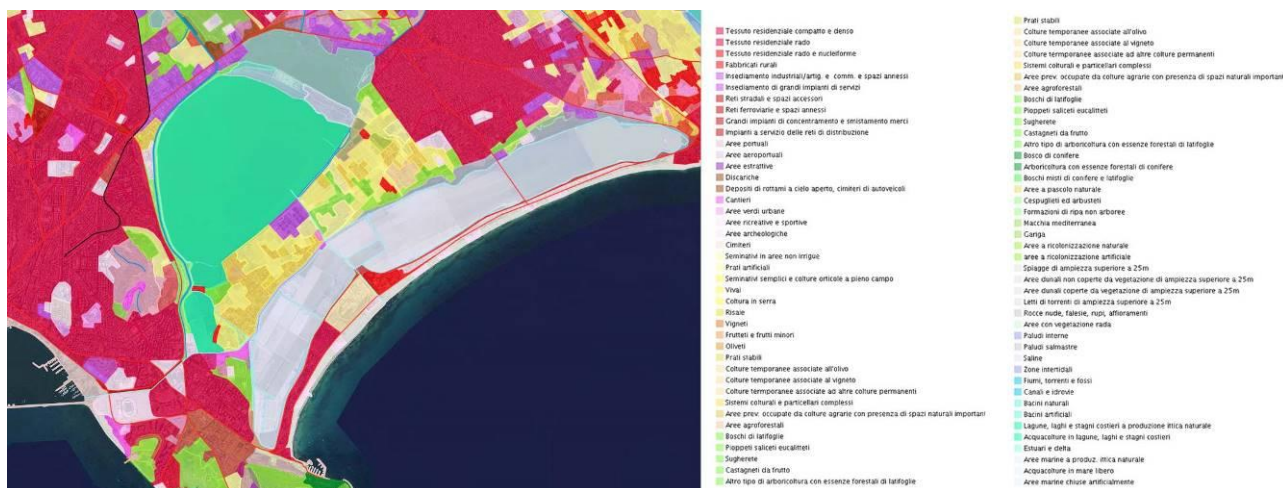 Tessuto residenziale compatto e denso
Tessuto residenziale rado
Tessuto residenziale rado e nucleiforme
Fabbricati rurali
Insediamento industriali/artig. e comm. e spazi annessi
Insediamento di grandi impianti di servizi
Reti stradali e spazi accessori
Reti ferroviarie e spazi annessi
Grandi impianti di concentramento e smistamento merci
Impianti a servizio delle reti di distribuzione
Aree portuali
Aree aeroportuali
Aree estrattive
Discariche
Depositi di rottami a cielo aperto, cimiteri di autoveicoli
Cantieri
Aree verdi urbane
Aree ricreative e sportive
Aree archeologiche
Cimiteri
Seminativi in aree non irrigue
Prati artificiali
Seminativi semplici e colture orticole a pieno campo
Vivai
Coltura in serra
Risaie
Vigneti
Frutteti e frutti minori
Oliveti
Prati stabili
Colture temporanee associate all'olivo
Colture temporanee associate al vigneto
Colture termporanee associate ad altre colture permanenti
Sistemi colturali e particellari complessi
Aree prev. occupate da colture agrarie con presenza di spazi naturali important
Aree agroforestali
Boschi di latifoglie
Pioppeti saliceti eucalitteti
Sugherete
Castagneti da frutto
Altro tipo di arboricoltura con essenze forestali di latifoglie
Prati stabili
Colture temporanee associate all'olivo
Colture temporanee associate al vigneto
Colture termporanee associate ad altre colture permanenti
Sistemi colturali e particellari complessi
Aree prev. occupate da colture agrarie con presenza di spazi naturali important
Aree agroforestali
Boschi di latifoglie
Pioppeti saliceti eucalitteti
Sugherete
Castagneti da frutto
Altro tipo di arboricoltura con essenze forestali di latifoglie
Bosco di conifere
Arboricoltura con essenze forestali di conifere
Boschi misti di conifere e latifoglie
Aree a pascolo naturale
Cespuglieti ed arbusteti
Formazioni di ripa non arboree
Macchia mediterranea
Gariga
Aree a ricolonizzazione naturale
aree a ricolonizzazione artificiale
Spiagge di ampiezza superiore a 25m
Aree dunali non coperte da vegetazione di ampiezza superiore a 25m
Aree dunali coperte da vegetazione di ampiezza superiore a 25m
Letti di torrenti di ampiezza superiore a 25m
Rocce nude, falesie, rupi, affioramenti
Aree con vegetazione rada
Paludi interne
Paludi salmastre
Saline
Zone intertidali
Fiumi, torrenti e fossi
Canali e idrovie
Bacini naturali
Bacini artificiali
Lagune, laghi e stagni costieri a produzione ittica naturale
Acquacolture in lagune, laghi e stagni costieri
Estuari e delta
Aree marine a produz. ittica naturale
Acquacolture in mare libero
Aree marine chiuse artificialmente